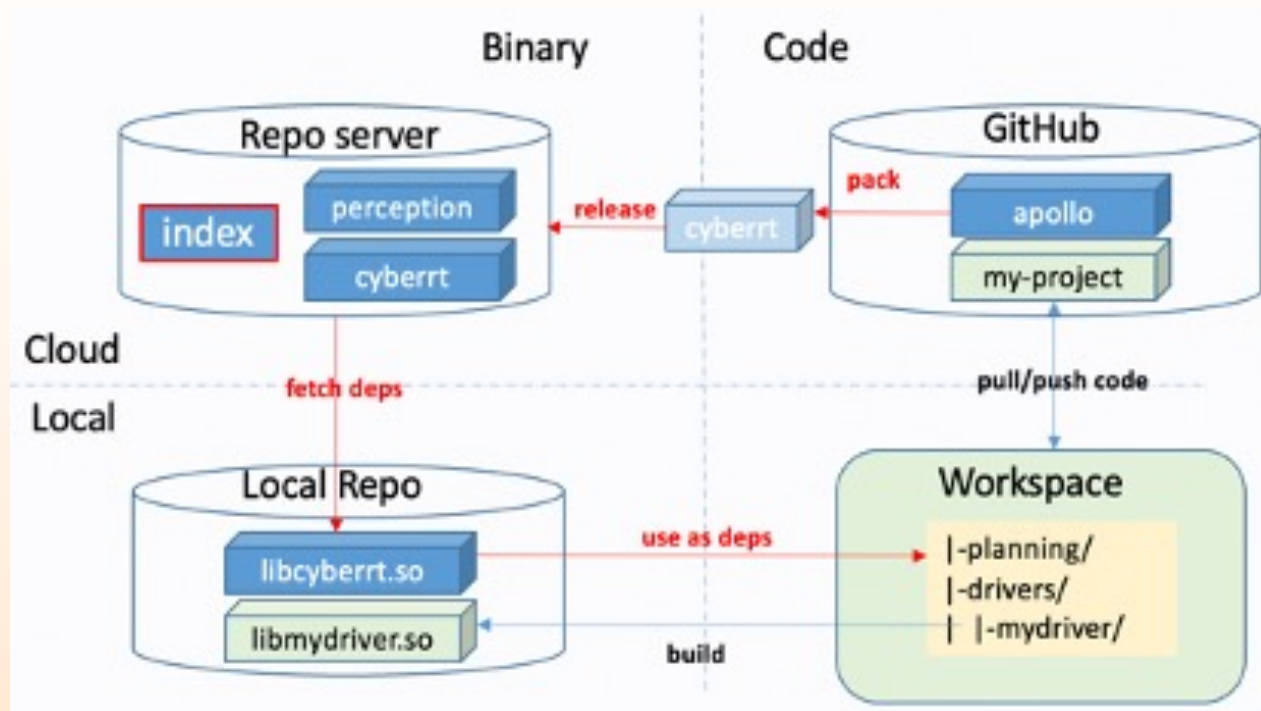 Binary
Code
Repo server
index
perception
cyberrt
release
cyberrt
pack
GitHub
apollo
my-project
Cloud
fetch deps
pull/push code
Local
Local Repo
libcyberrt.so
libmydriver.so
use as deps
build
Workspace
|-planning/
|-drivers/
| |-mydriver/